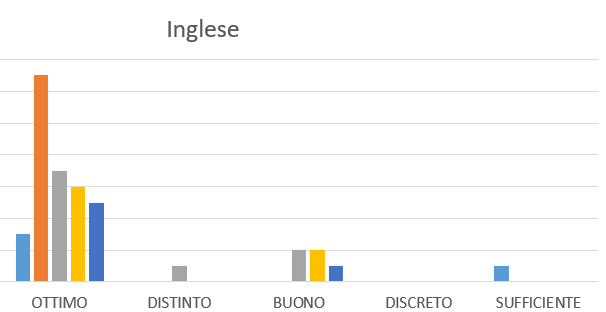 Inglese
OTTIMO DISTINTO BUONO DISCRETO SUFFICIENTE